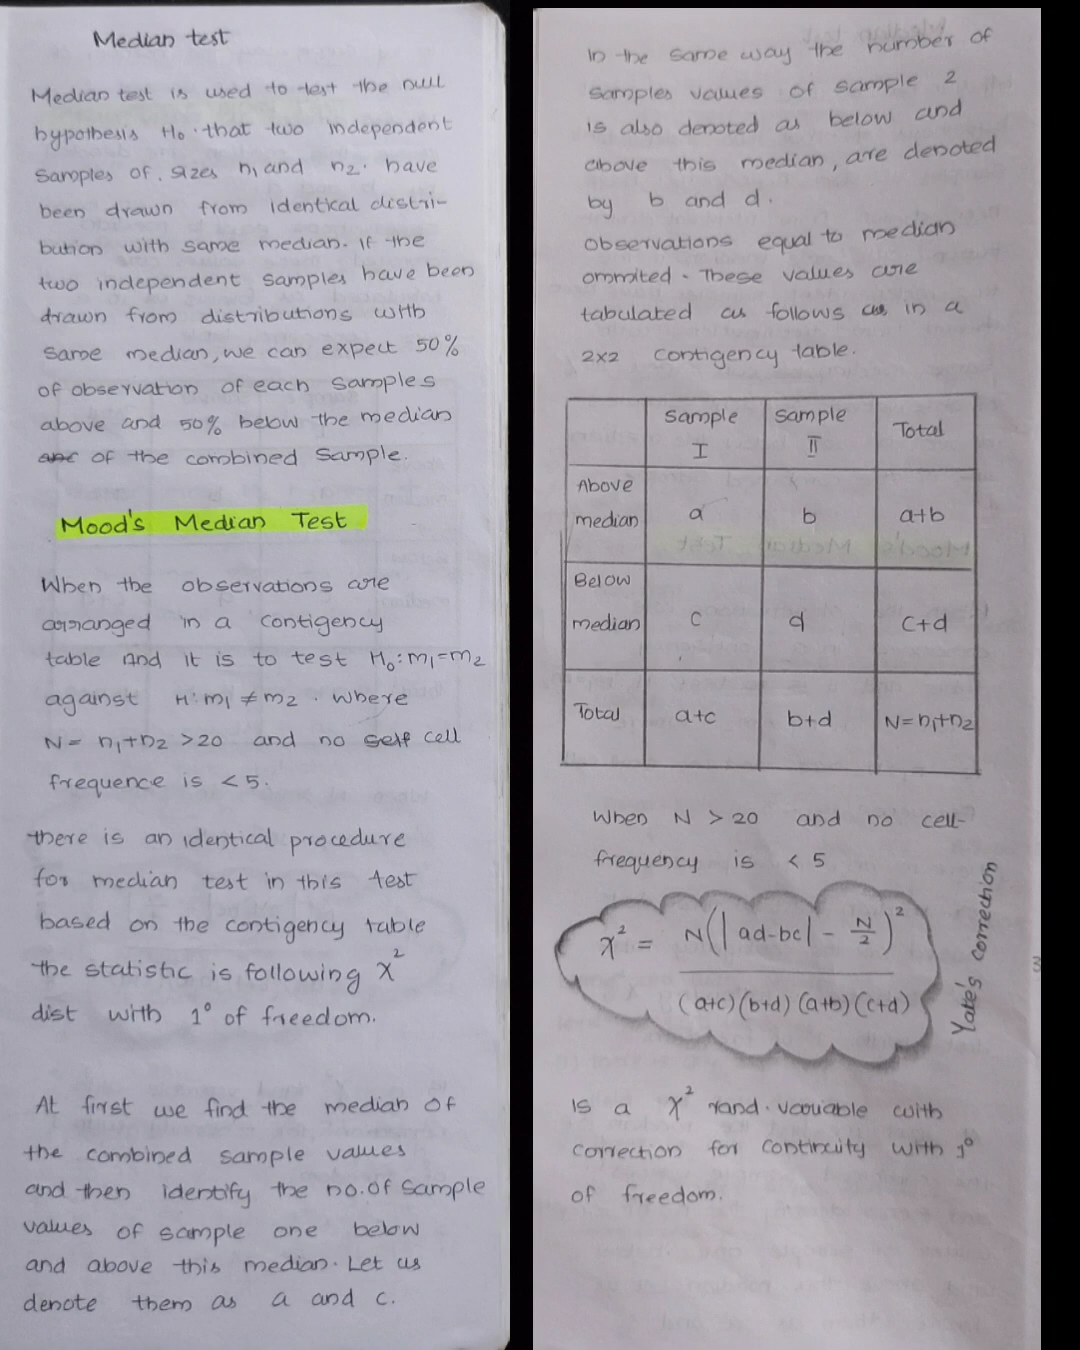 Median test
Median test is used to test the null
hypothesis H₀ that two independent
Samples of sizes n₁ and n₂ have
been drawn from identical distri-
bution with same median. If the
two independent samples have been
drawn from distributions with
same median, we can expect 50%
of observation of each samples
above and 50% below the median
of the combined sample.
Mood's Median Test
When the observations are
arranged in a contigency
table and it is to test H₀: m₁=m₂
against H: m₁ ≠ m₂ . where
N = n₁+n₂ >20 and no cell
frequence is <5.
there is an identical procedure
for median test in this test
based on the contigency table
the statistic is following χ²
dist with 1° of freedom.
At first we find the median of
the combined sample values
and then identify the no. of sample
values of sample one below
and above this median. Let us
denote them as a and c.
In the same way the number of
samples values of sample 2
is also denoted as below and
above this median, are denoted
by b and d.
observations equal to median
ommited. These values are
tabulated as follows as in a
2x2 contigency table.
Sample I Sample II Total
Above median a b a+b
Below median c d c+d
Total a+c b+d N=n₁+n₂
When N > 20 and no cell-
frequency is < 5
χ² = N(|ad-bc| - N/2)²
(a+c)(b+d)(a+b)(c+d)
Yate's correction
Is a χ² rand. vaouiable with
correction for continuity with 1°
of freedom.